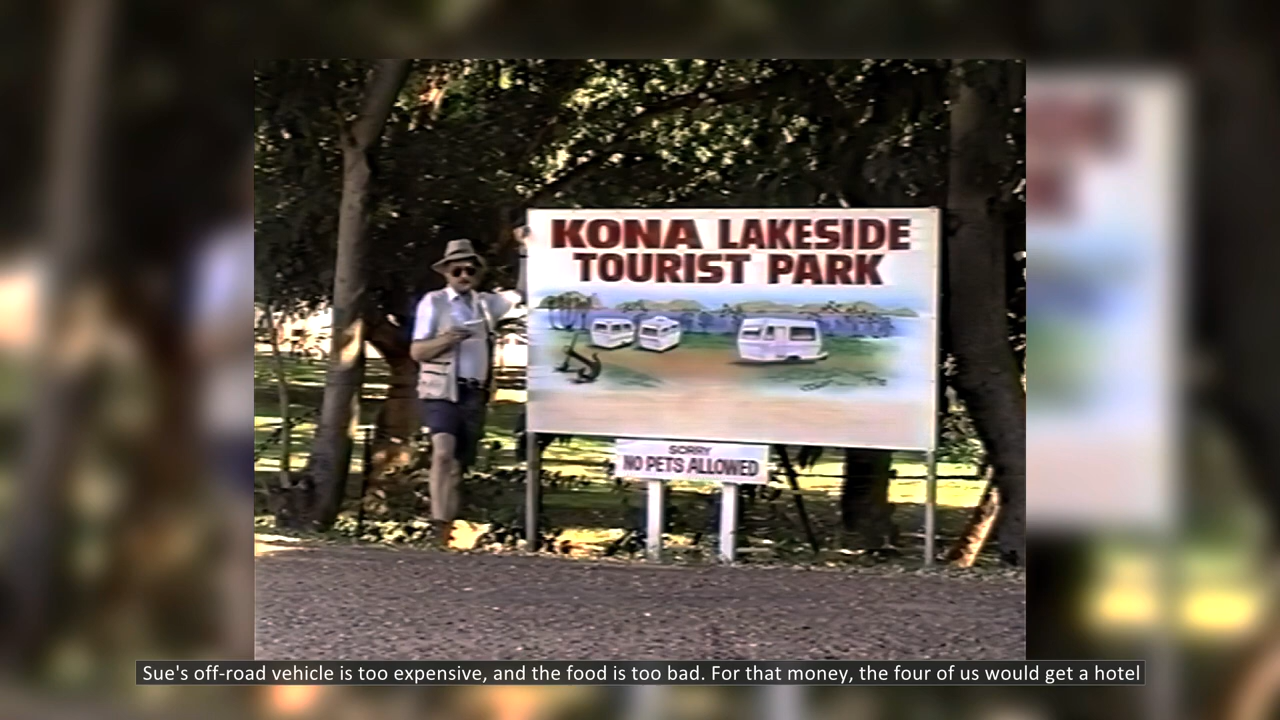 KONA LAKESIDE
TOURIST PARK
SORRY
NO PETS ALLOWED
Sue's off-road vehicle is too expensive, and the food is too bad. For that money, the four of us would get a hotel